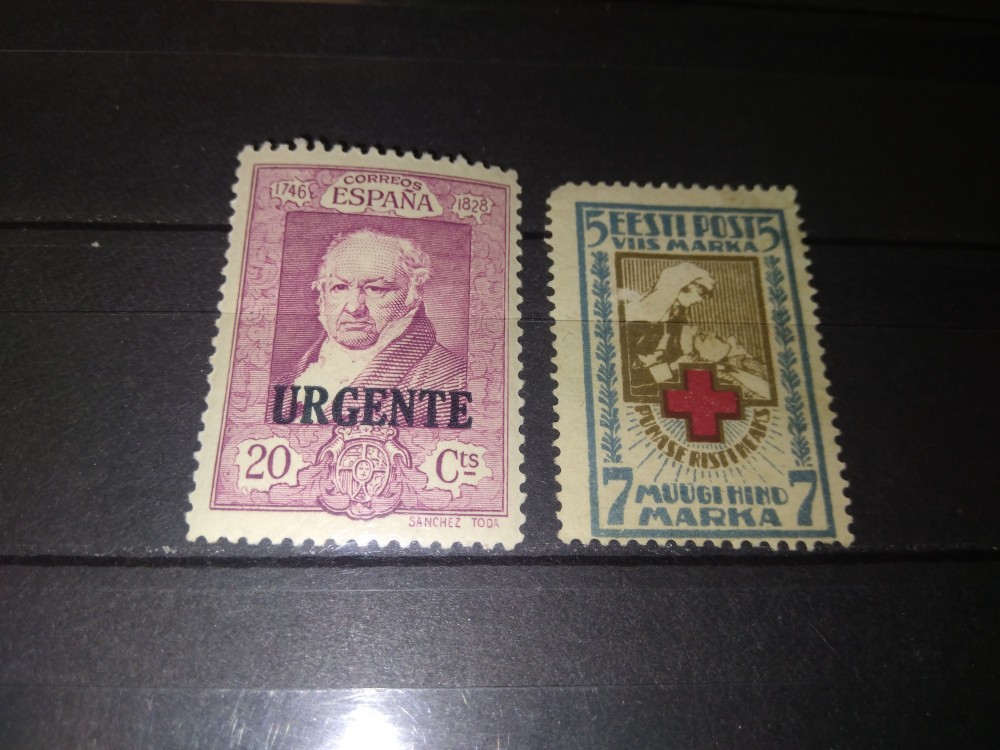 CORREOS
ESPAÑA
1746
1828
URGENTE
20 Cts
SANCHEZ TODA
5 EESTI POST 5
VIIS MARKA
PUNASE RISTI HEAKS
7 MÜÜGI HIND 7
MARKA